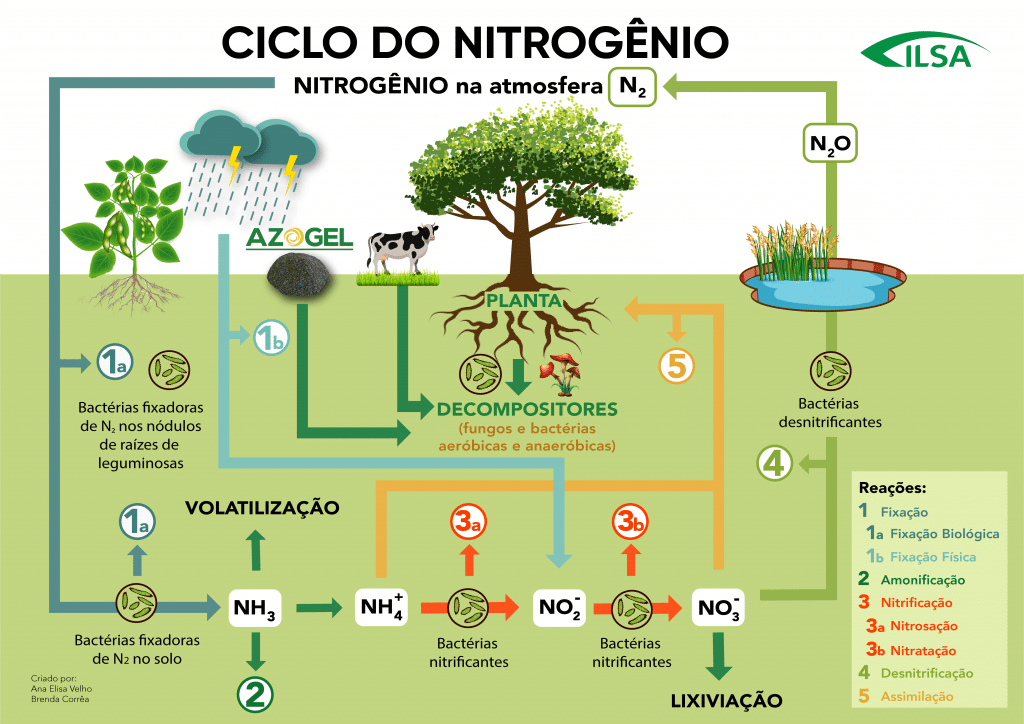 CICLO DO NITROGÊNIO
ILSA
NITROGÊNIO na atmosfera N₂
N₂O
AZOGEL
PLANTA
1a
1b
5
Bactérias fixadoras
de N₂ nos nódulos
de raízes de
leguminosas
DECOMPOSITORES
(fungos e bactérias
aeróbicas e anaeróbicas)
Bactérias
desnitrificantes
4
VOLATILIZAÇÃO
1a
3a
3b
NH₃
NH₄⁺
NO₂⁻
NO₃⁻
Bactérias fixadoras
de N₂ no solo
Bactérias
nitrificantes
Bactérias
nitrificantes
2
LIXIVIAÇÃO
Criado por:
Ana Elisa Velho
Brenda Corrêa
Reações:
1 Fixação
1a Fixação Biológica
1b Fixação Física
2 Amonificação
3 Nitrificação
3a Nitrosação
3b Nitratação
4 Desnitrificação
5 Assimilação